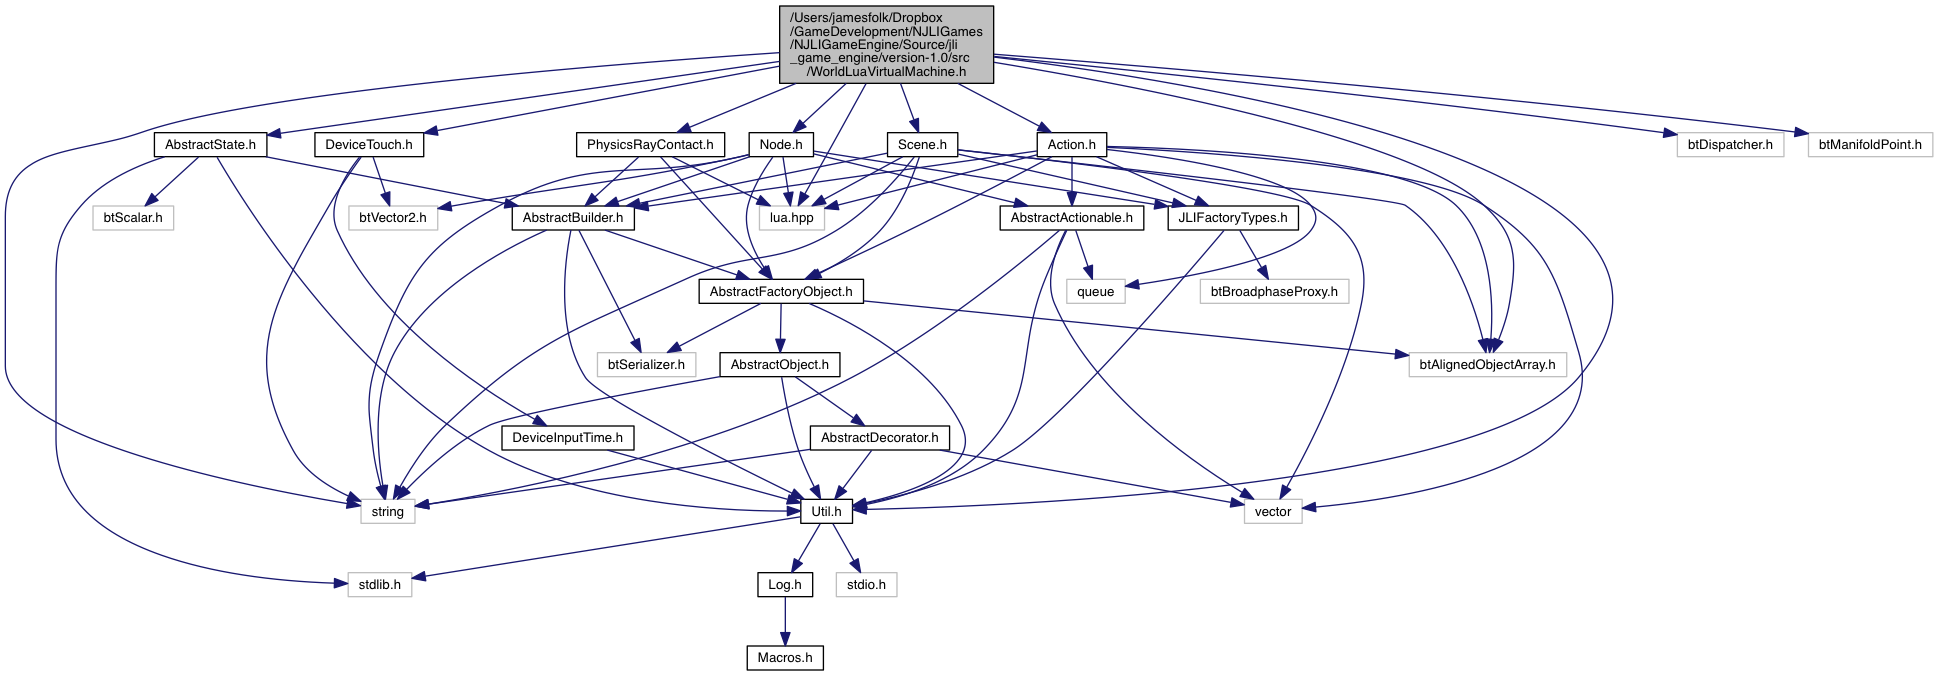 /Users/jamesfolk/Dropbox
/GameDevelopment/NJLIGames
/NJLIGameEngine/Source/jli
_game_engine/version-1.0/src
/WorldLuaVirtualMachine.h
AbstractState.h
DeviceTouch.h
PhysicsRayContact.h
Node.h
Scene.h
Action.h
btDispatcher.h
btManifoldPoint.h
btScalar.h
btVector2.h
AbstractBuilder.h
lua.hpp
AbstractActionable.h
JLIFactoryTypes.h
AbstractFactoryObject.h
queue
btBroadphaseProxy.h
btSerializer.h
AbstractObject.h
btAlignedObjectArray.h
DeviceInputTime.h
AbstractDecorator.h
string
Util.h
vector
stdlib.h
Log.h
stdio.h
Macros.h